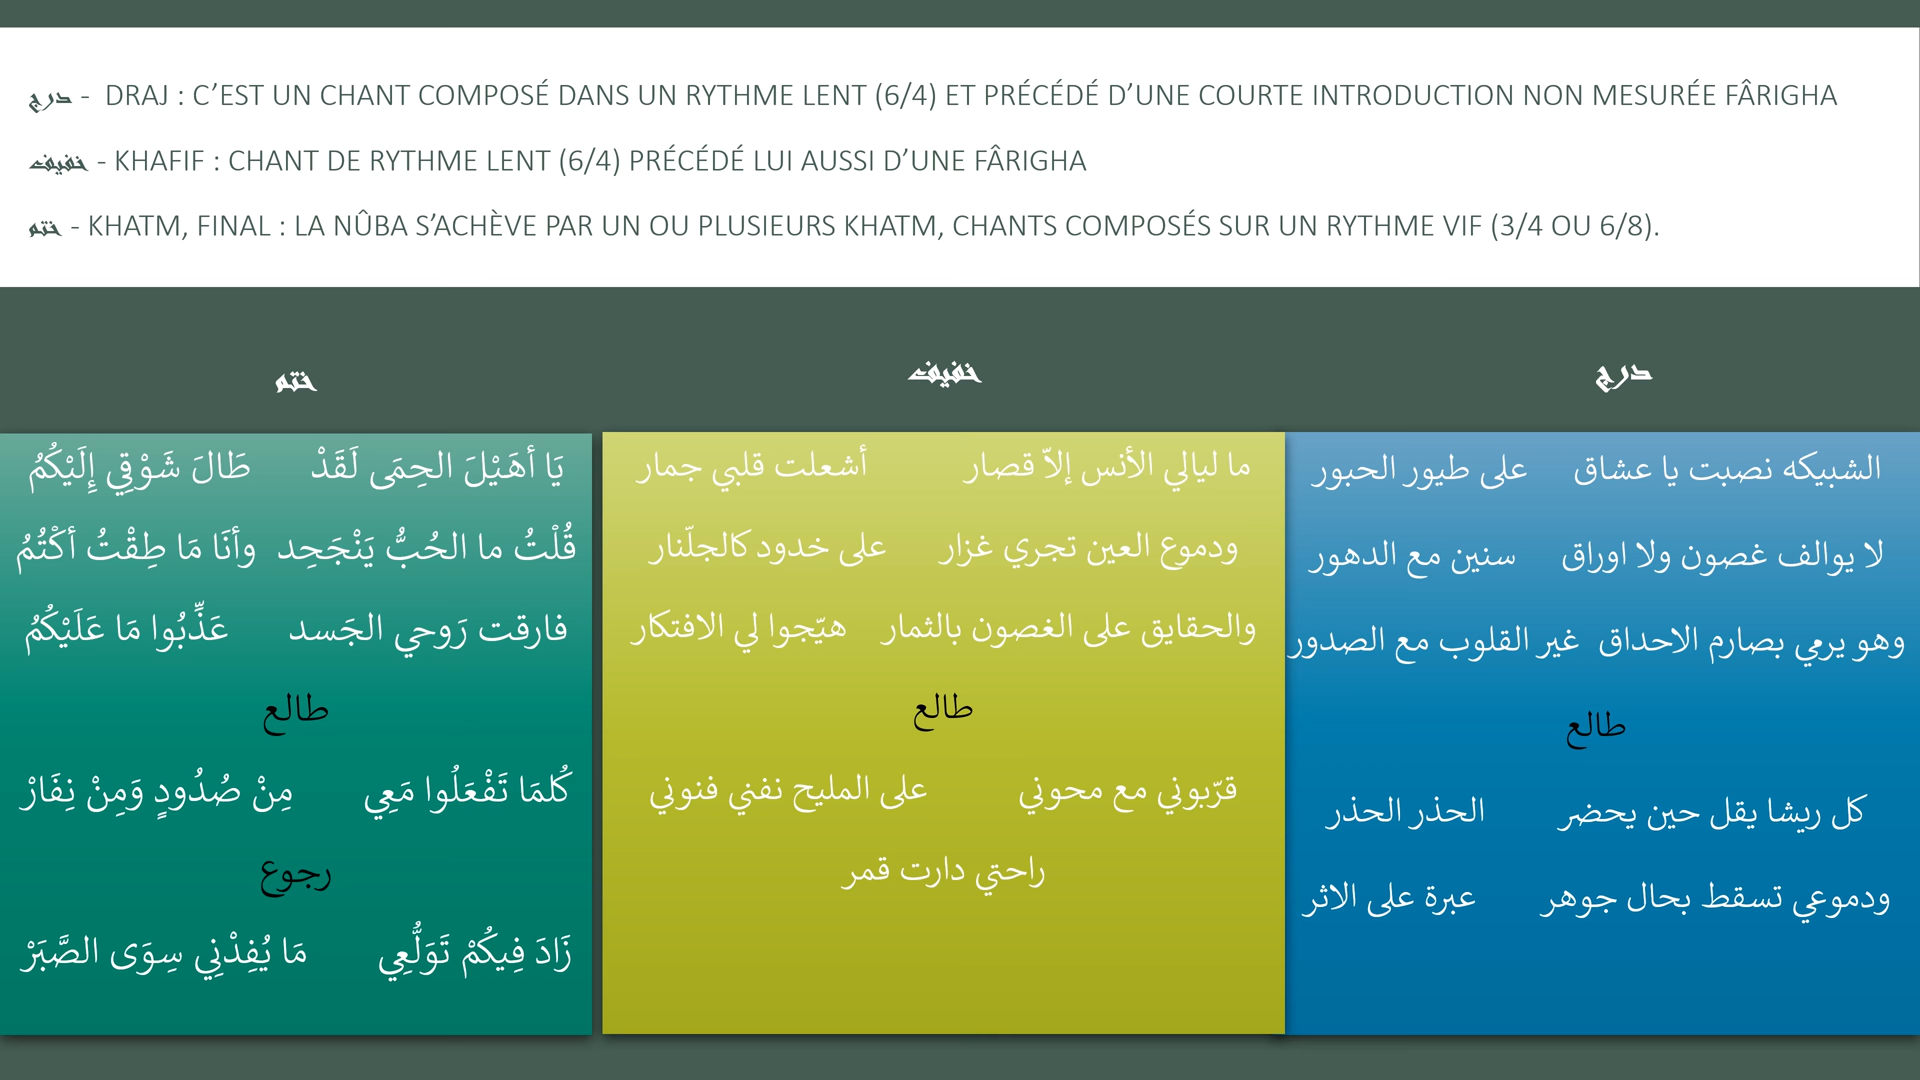 درج - DRAJ : C’EST UN CHANT COMPOSÉ DANS UN RYTHME LENT (6/4) ET PRÉCÉDÉ D’UNE COURTE INTRODUCTION NON MESURÉE FÂRIGHA
خفيف - KHAFIF : CHANT DE RYTHME LENT (6/4) PRÉCÉDÉ LUI AUSSI D’UNE FÂRIGHA
ختم - KHATM, FINAL : LA NÛBA S’ACHÈVE PAR UN OU PLUSIEURS KHATM, CHANTS COMPOSÉS SUR UN RYTHME VIF (3/4 OU 6/8).
درج
الشبيكه نصبت يا عشاق على طيور الحبور
لا يوالف غصون ولا اوراق سنين مع الدهور
وهو يرمي بصارم الاحداق غير القلوب مع الصدور
طالع
كل ريشا يقل حين يحضر الحذر الحذر
ودموعي تسقط بحال جوهر عبرة على الاثر
خفيف
ما ليالي الأنس إلاّ قصار أشعلت قلبي جمار
ودموع العين تجري غزار على خدود كالجلّنار
والحقايق على الغصون بالثمار هيّجوا لي الافتكار
طالع
قرّبوني مع محوني على المليح نفني فنوني
راحتي دارت قمر
ختم
يَا أهَيْلَ الحِمَى لَقَدْ طَالَ شَوْقِي إِلَيْكُمُ
قُلْتُ ما الحُبُّ يَنْجَحِد وأنَا مَا طِقْتُ أكْتُمُ
فارقت رَوحي الجَسد عَذِّبُوا مَا عَلَيْكُمُ
طالع
كُلمَا تَفْعَلُوا مَعِي مِنْ صُدُودٍ وَمِنْ نِفَارْ
رجوع
زَادَ فِيكُمْ تَوَلُّعِي مَا يُفِدْنِي سِوَى الصَّبَرْ